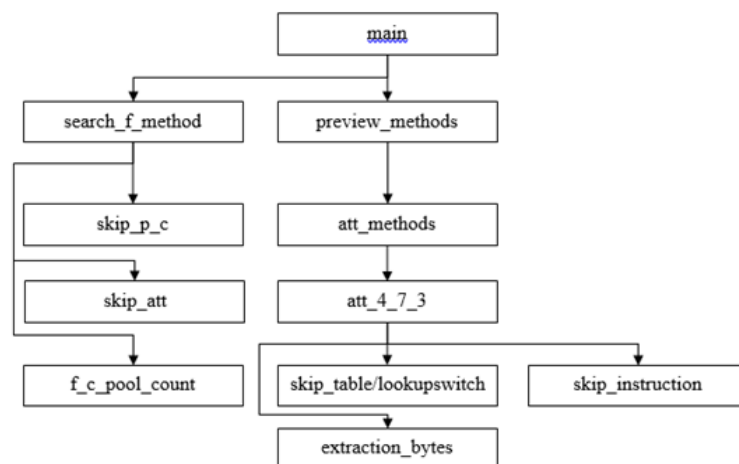 main
search_f_method
preview_methods
skip_p_c
att_methods
skip_att
att_4_7_3
f_c_pool_count
skip_table/lookupswitch
skip_instruction
extraction_bytes